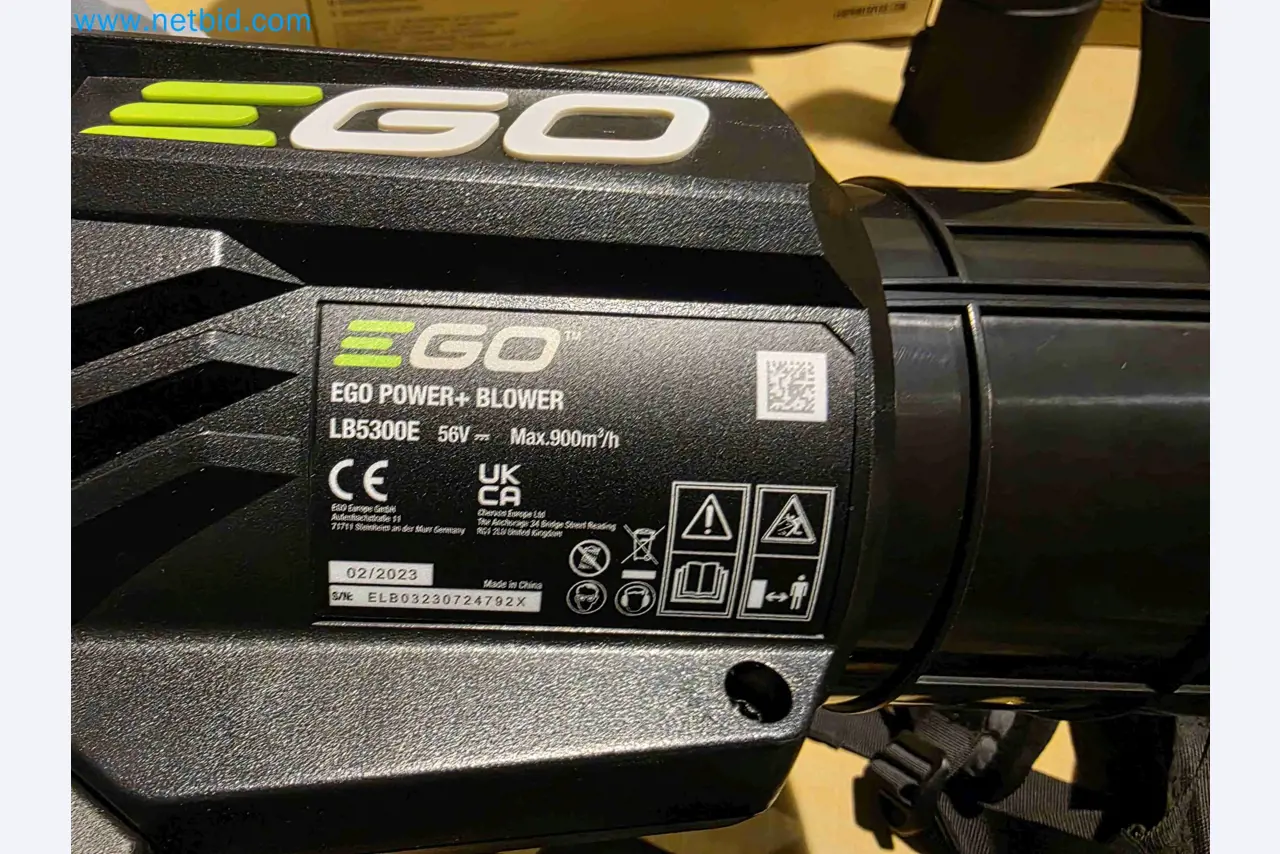 www.netbid.com
EGO
EGO™
EGO POWER+ BLOWER
LB5300E 56V ⎓ Max.900m³/h
CE
UK
CA
EGO Europe GmbH
71711 Steinheim an der Murr Germany
Chervon Europe Ltd
The Anchorage 34 Bridge Street Reading
RG1 2LU United Kingdom
02/2023
Made in China
S/N: ELB03230724792X